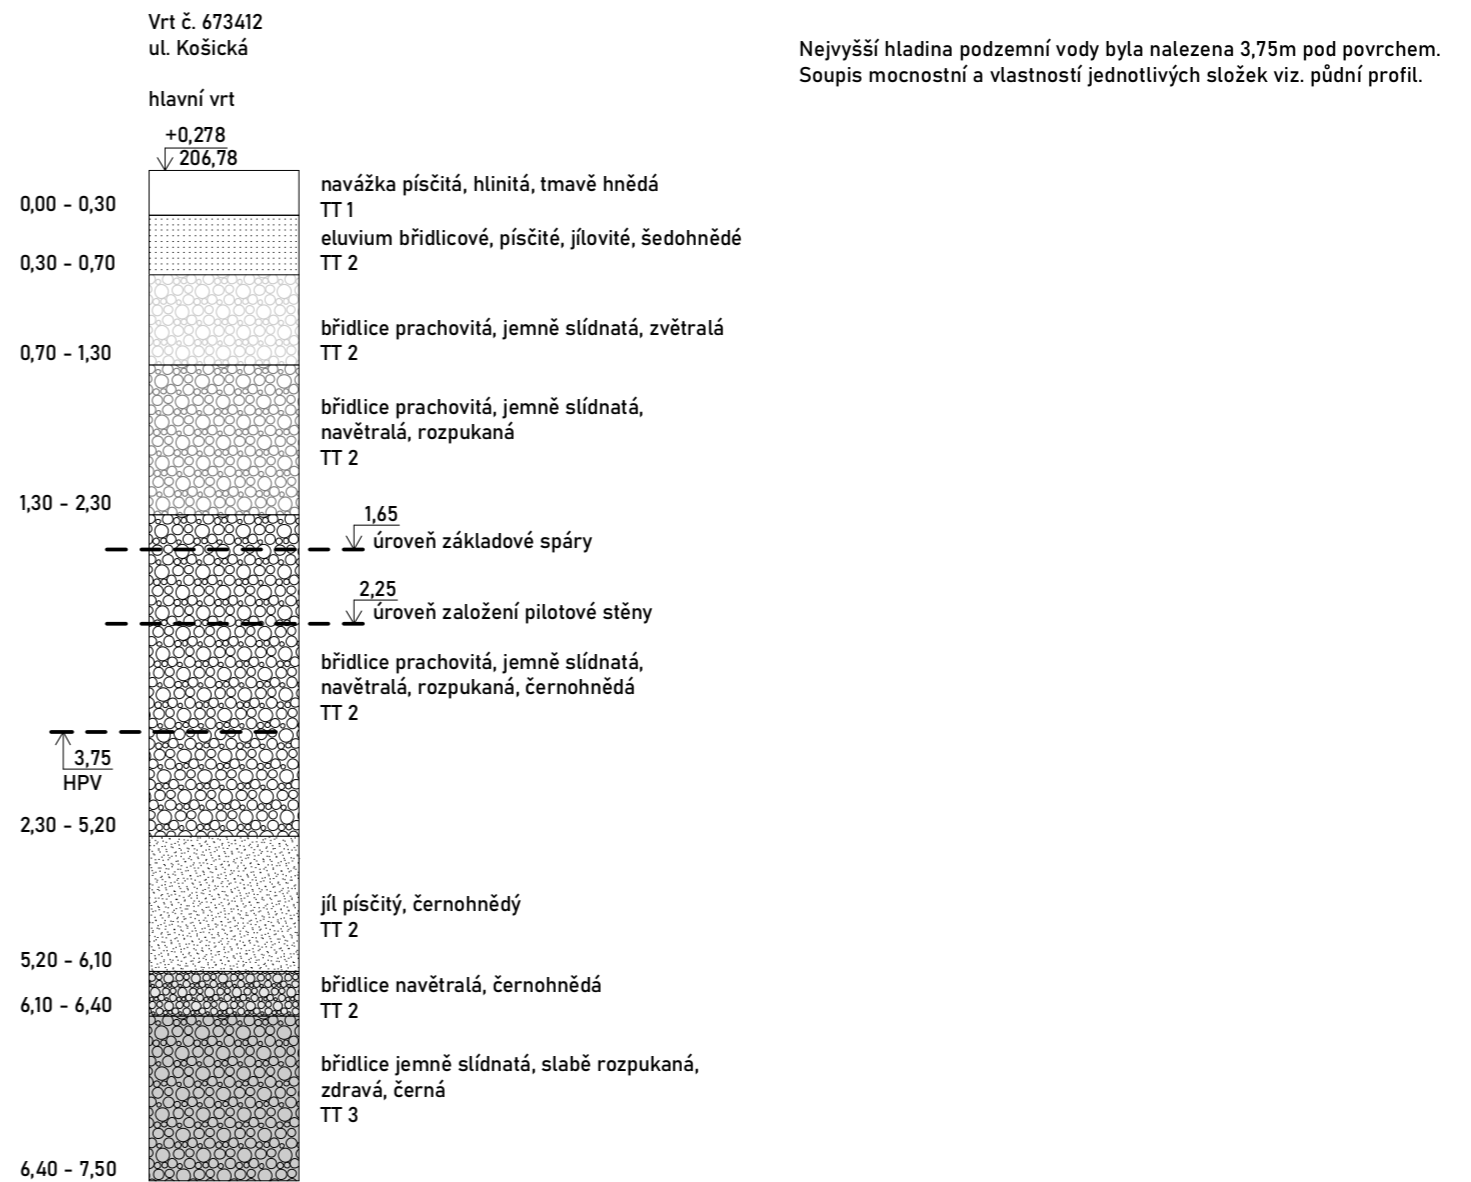 Vrt č. 673412
ul. Košická
hlavní vrt
Nejvyšší hladina podzemní vody byla nalezena 3,75m pod povrchem.
Soupis mocnostní a vlastností jednotlivých složek viz. půdní profil.
+0,278
206,78
0,00 - 0,30
navážka písčitá, hlinitá, tmavě hnědá
TT 1
0,30 - 0,70
eluvium břidlicové, písčité, jílovité, šedohnědé
TT 2
0,70 - 1,30
břidlice prachovitá, jemně slídnatá, zvětralá
TT 2
1,30 - 2,30
břidlice prachovitá, jemně slídnatá,
navětralá, rozpukaná
TT 2
1,65
úroveň základové spáry
2,25
úroveň založení pilotové stěny
břidlice prachovitá, jemně slídnatá,
navětralá, rozpukaná, černohnědá
TT 2
3,75
HPV
2,30 - 5,20
jíl písčitý, černohnědý
TT 2
5,20 - 6,10
břidlice navětralá, černohnědá
TT 2
6,10 - 6,40
břidlice jemně slídnatá, slabě rozpukaná,
zdravá, černá
TT 3
6,40 - 7,50